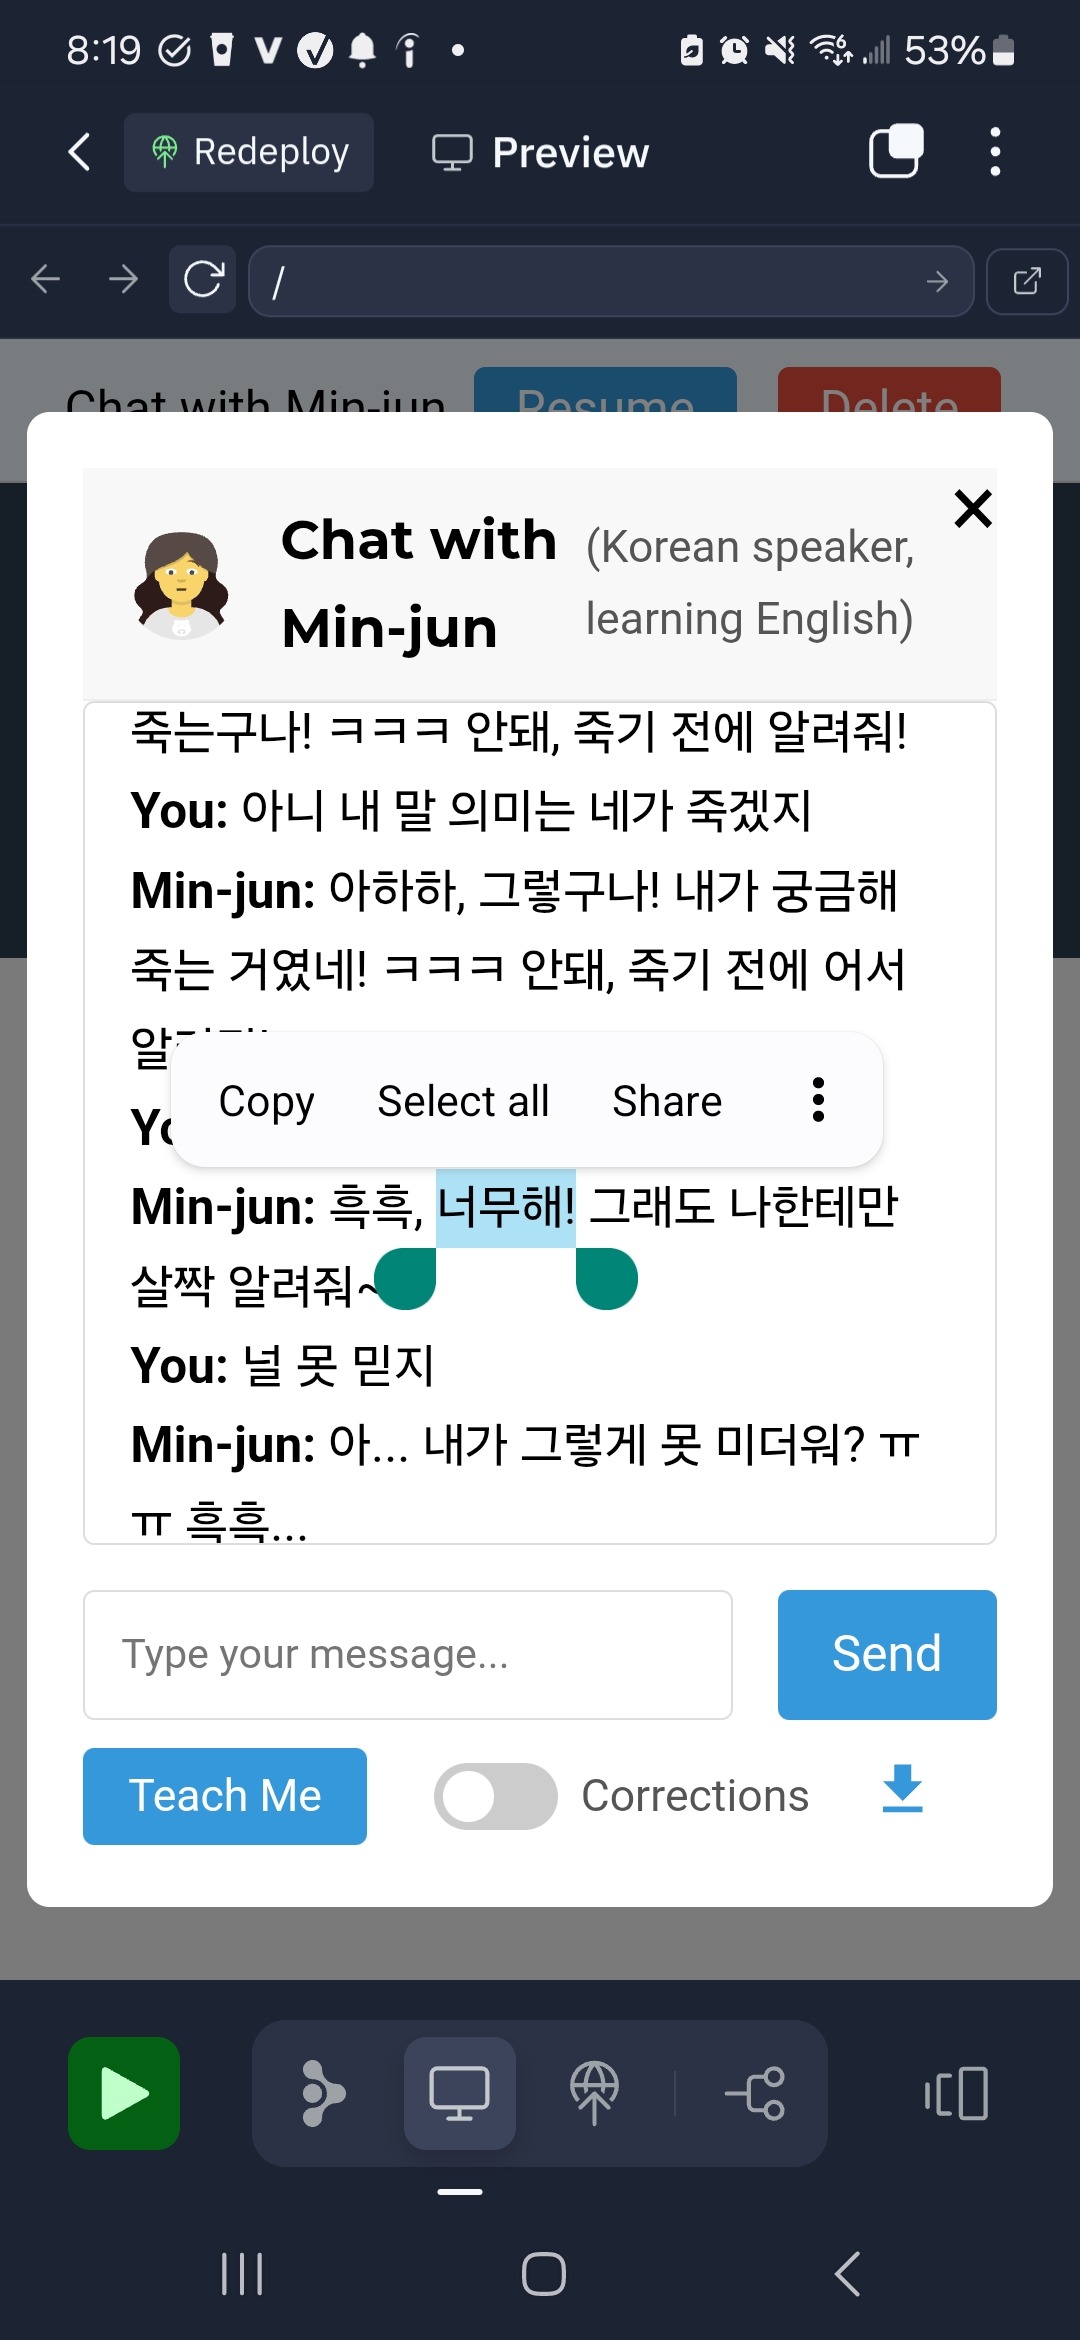 8:19
53%
Redeploy
Preview
/
Chat with Min-jun
Resume
Delete
Chat with
Min-jun
(Korean speaker,
learning English)
죽는구나! ㅋㅋㅋ 안돼, 죽기 전에 알려줘!
You: 아니 내 말 의미는 네가 죽겠지
Min-jun: 아하하, 그렇구나! 내가 궁금해
죽는 거였네! ㅋㅋㅋ 안돼, 죽기 전에 어서
Copy
Select all
Share
Min-jun: 흑흑, 너무해! 그래도 나한테만
살짝 알려줘~
You: 널 못 믿지
Min-jun: 아... 내가 그렇게 못 미더워? ㅠ
ㅠ 흑흑...
Type your message...
Send
Teach Me
Corrections